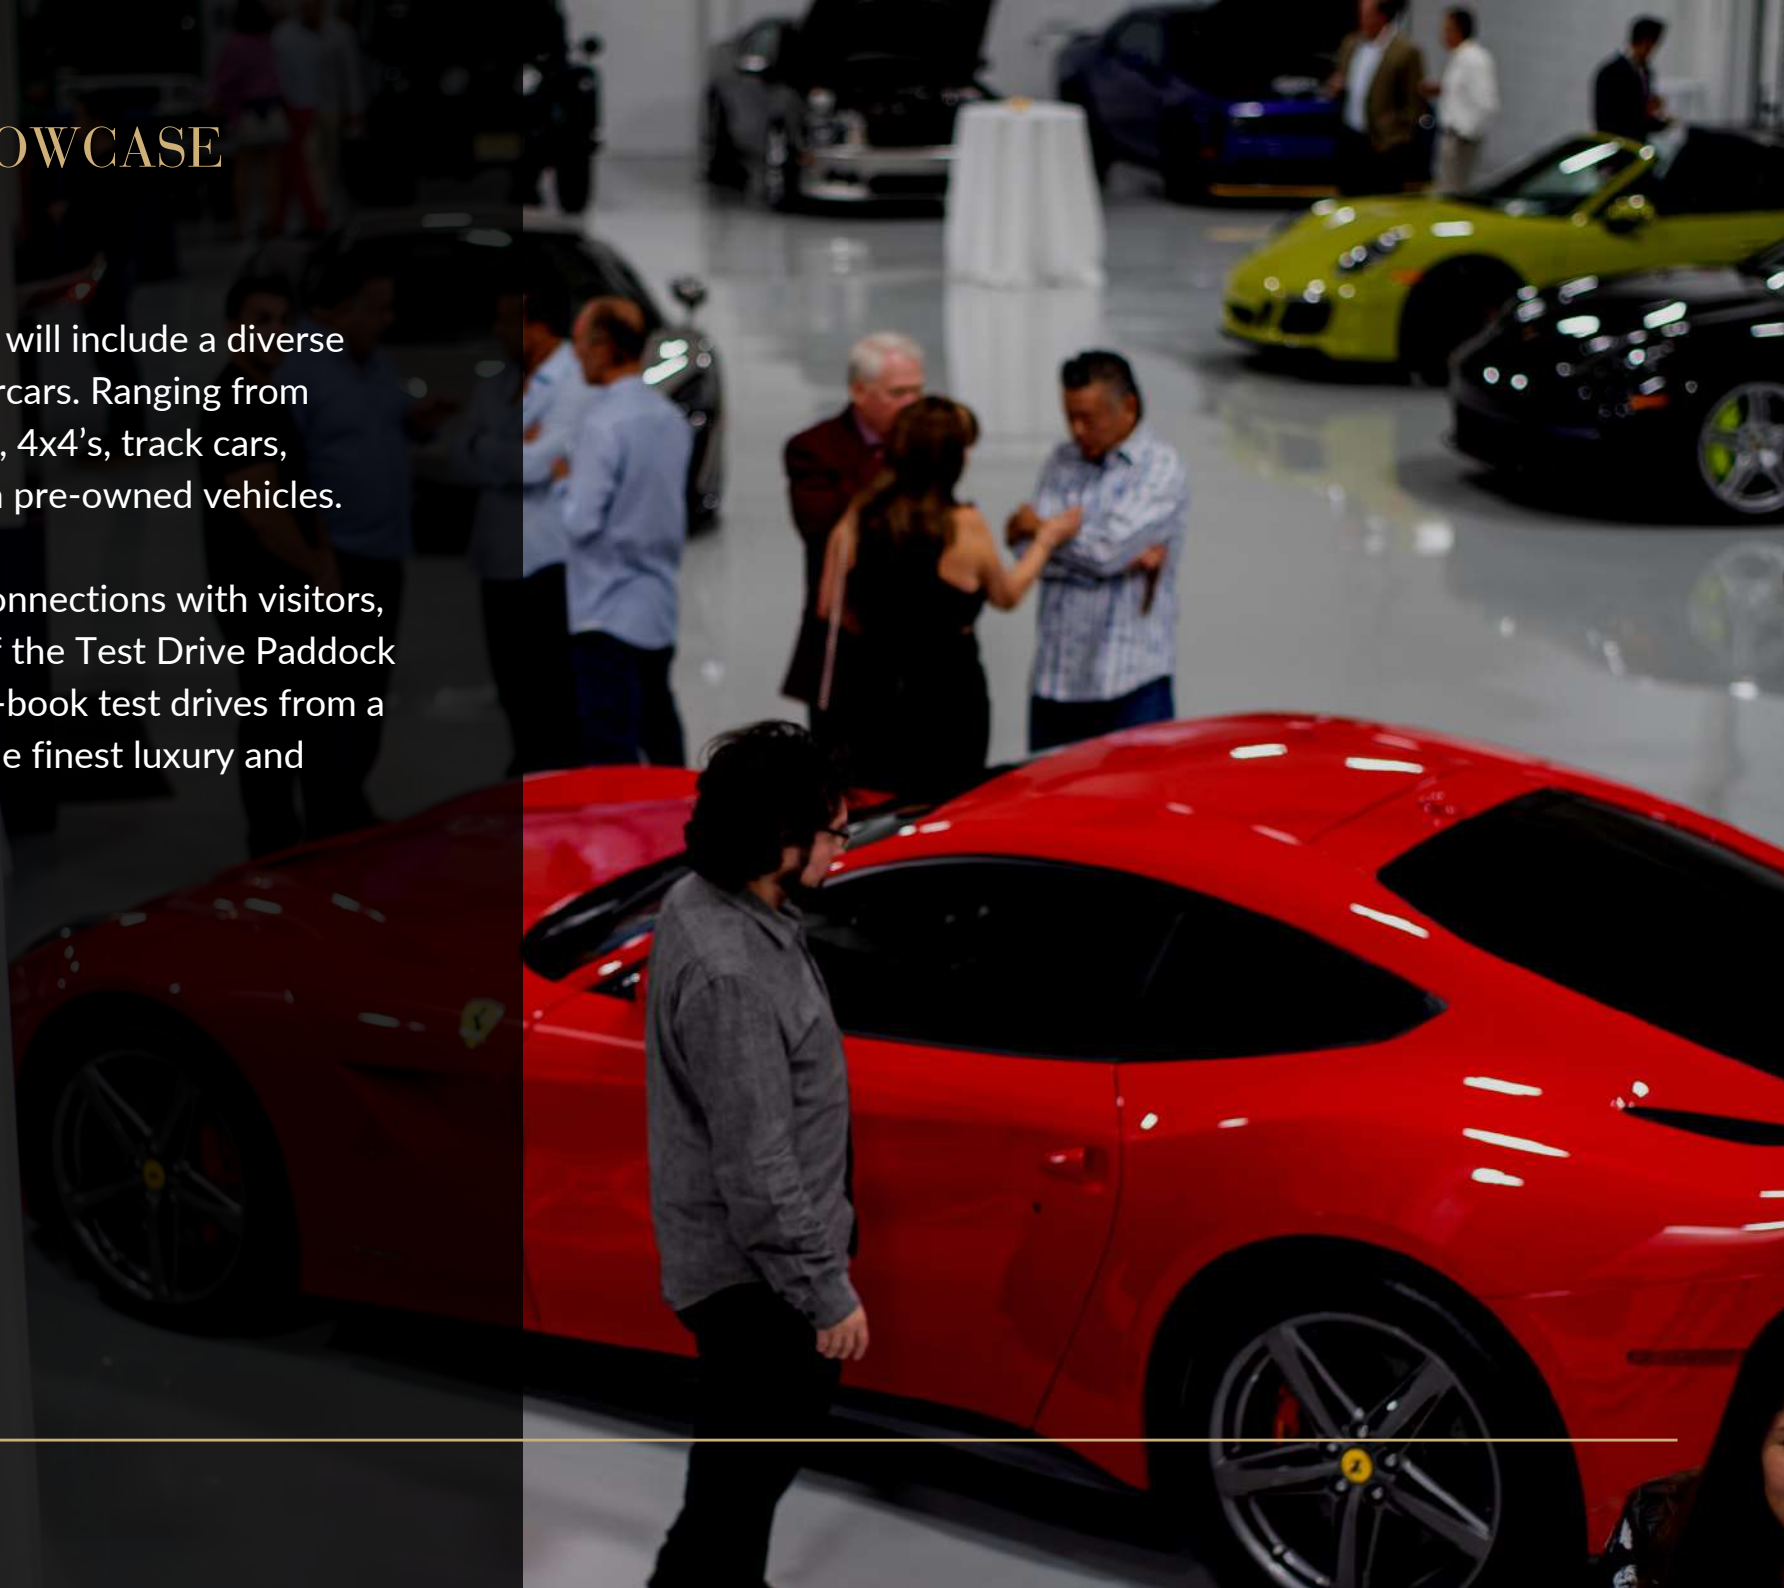 OWCASE
will include a diverse
rcars. Ranging from
, 4x4’s, track cars,
pre-owned vehicles.
onnections with visitors,
the Test Drive Paddock
-book test drives from a
e finest luxury and